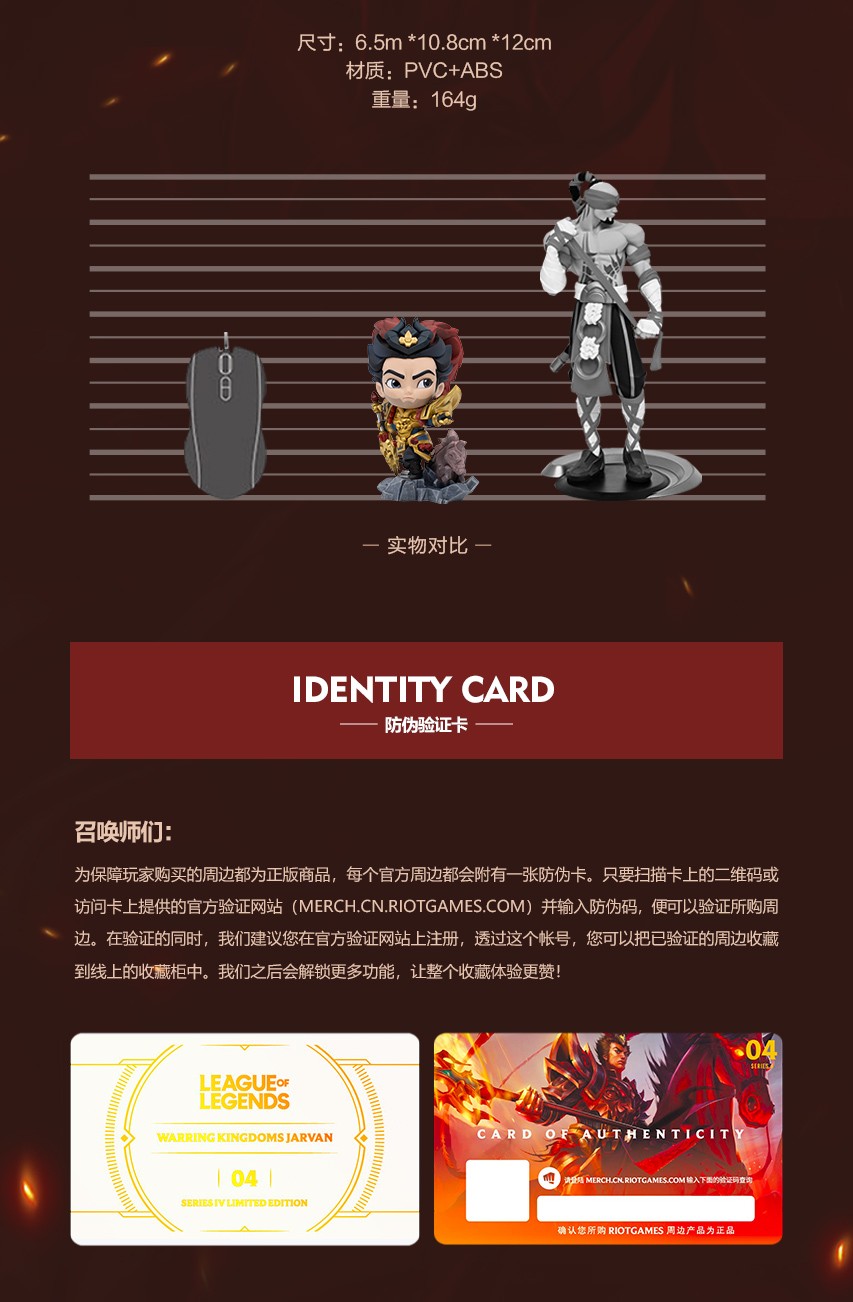 尺寸：6.5m *10.8cm *12cm
材质：PVC+ABS
重量：164g
— 实物对比 —
IDENTITY CARD
防伪验证卡
召唤师们：
为保障玩家购买的周边都为正版商品，每个官方周边都会附有一张防伪卡。只要扫描卡上的二维码或
访问卡上提供的官方验证网站（MERCH.CN.RIOTGAMES.COM）并输入防伪码，便可以验证所购周
边。在验证的同时，我们建议您在官方验证网站上注册，透过这个帐号，您可以把已验证的周边收藏
到线上的收藏柜中。我们之后会解锁更多功能，让整个收藏体验更赞！
LEAGUE OF
LEGENDS
WARRING KINGDOMS JARVAN
04
SERIES IV LIMITED EDITION
04
SERIES
CARD OF AUTHENTICITY
请登陆 MERCH.CN.RIOTGAMES.COM 输入下面的验证码查询
确认您所购 RIOTGAMES 周边产品为正品